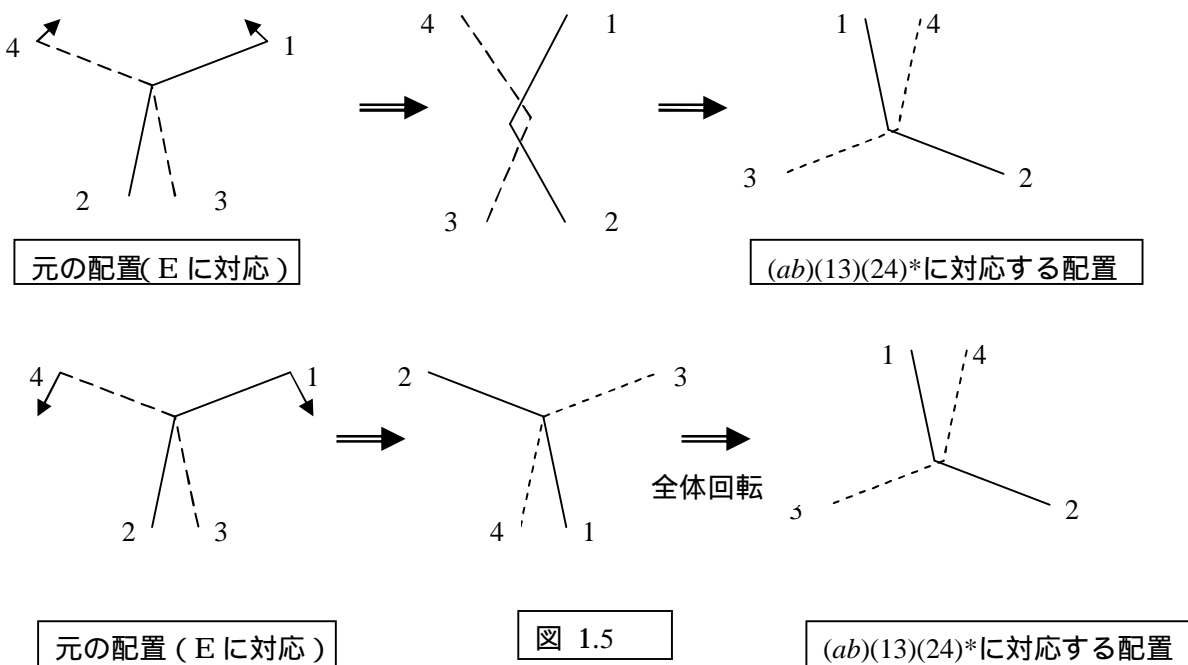 4 1 4 1 1 4
2 3 3 2 3 2
元の配置(E に対応)
(ab)(13)(24)*に対応する配置
4 1 2 3 1 4
全体回転
2 3 4 1 3 2
元の配置(E に対応)
図 1.5
(ab)(13)(24)*に対応する配置